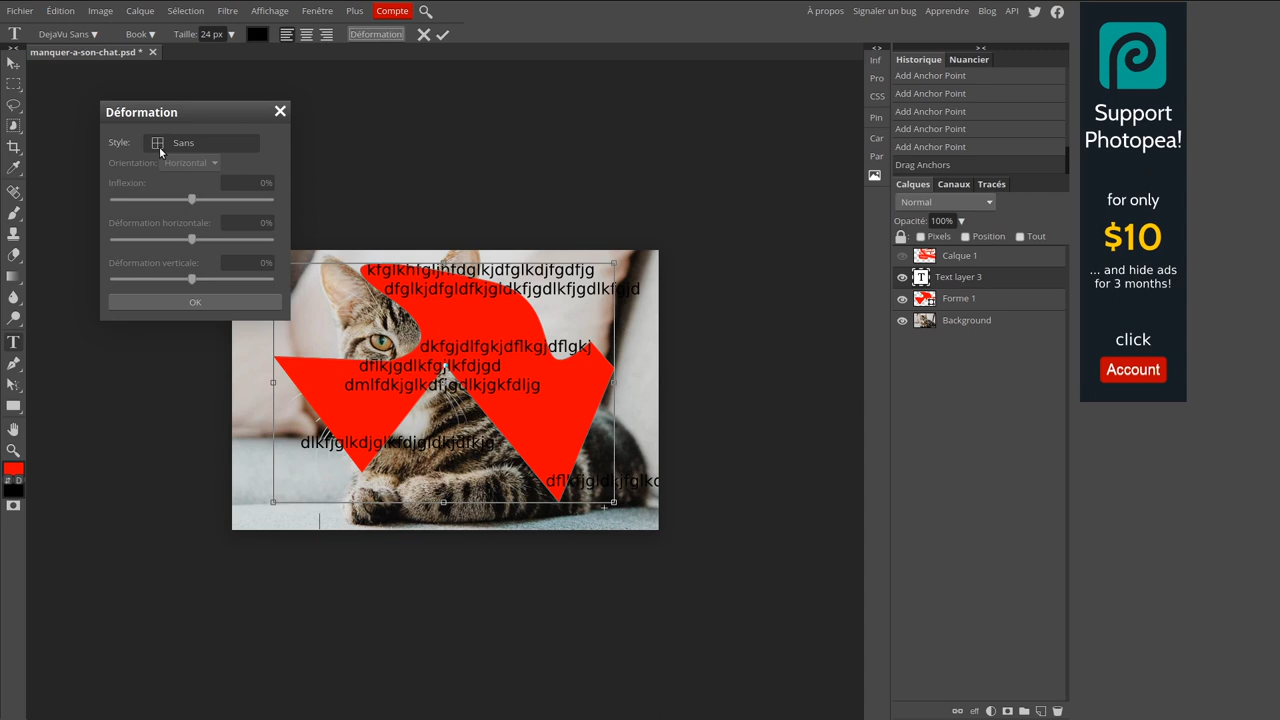 Fichier Édition Image Calque Sélection Filtre Affichage Fenêtre Plus Compte
À propos Signaler un bug Apprendre Blog API
DejaVu Sans Book Taille: 24 px Déformation
manquer-a-son-chat.psd *
Déformation
Style: Sans
Orientation: Horizontal
Inflexion: 0%
Déformation horizontale: 0%
Déformation verticale: 0%
OK
dfglkjdfgldfkjgldkfjgdlkfjgdlkfgjd
dkfgjdlfgkjdflkgjdflgkj
dmlfdkjglkdfjgdlkjgkfdljg
Inf
Pro
CSS
Pin
Car
Par
Historique Nuancier
Add Anchor Point
Add Anchor Point
Add Anchor Point
Add Anchor Point
Add Anchor Point
Drag Anchors
Calques Canaux Tracés
Normal
Opacité: 100%
Pixels Position Tout
Calque 1
Text layer 3
Forme 1
Background
eff
Support
Photopea!
for only
$10
... and hide ads
for 3 months!
click
Account